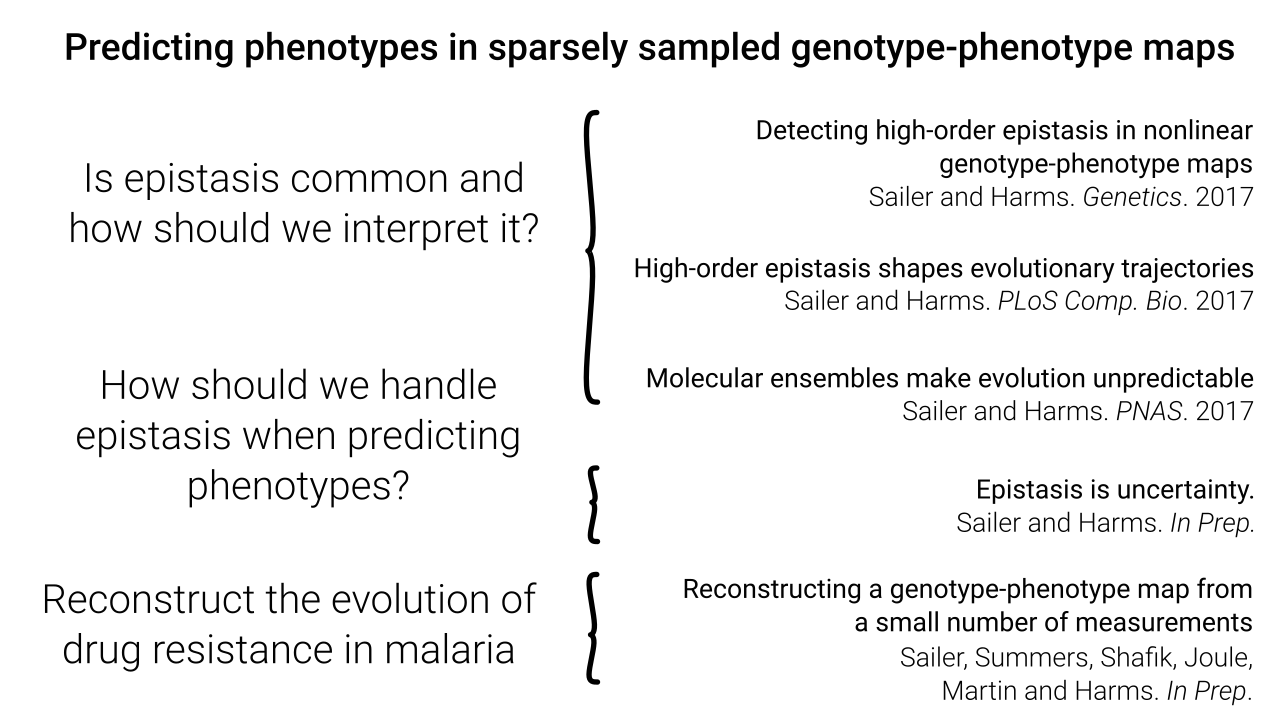 Predicting phenotypes in sparsely sampled genotype-phenotype maps
Is epistasis common and
how should we interpret it?
Detecting high-order epistasis in nonlinear
genotype-phenotype maps
Sailer and Harms. Genetics. 2017
High-order epistasis shapes evolutionary trajectories
Sailer and Harms. PLoS Comp. Bio. 2017
Molecular ensembles make evolution unpredictable
Sailer and Harms. PNAS. 2017
How should we handle
epistasis when predicting
phenotypes?
Epistasis is uncertainty.
Sailer and Harms. In Prep.
Reconstruct the evolution of
drug resistance in malaria
Reconstructing a genotype-phenotype map from
a small number of measurements
Sailer, Summers, Shafik, Joule,
Martin and Harms. In Prep.